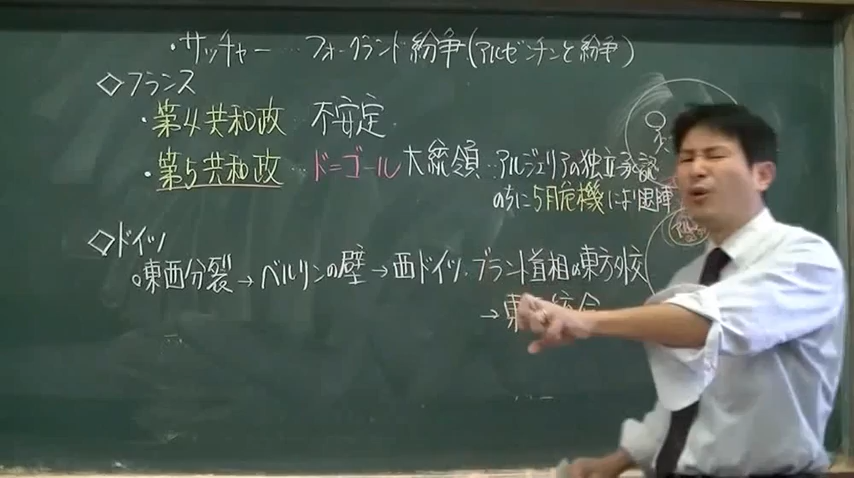 ・サッチャー…フォークランド紛争(アルゼンチンと紛争)
◇フランス
・第4共和政 不安定.
・第5共和政…ド=ゴール大統領…アルジェリアの独立承認
のちに5月危機により退陣
◇ドイツ
○東西分裂→ベルリンの壁→西ドイツ.ブラント首相の東方外交
→東